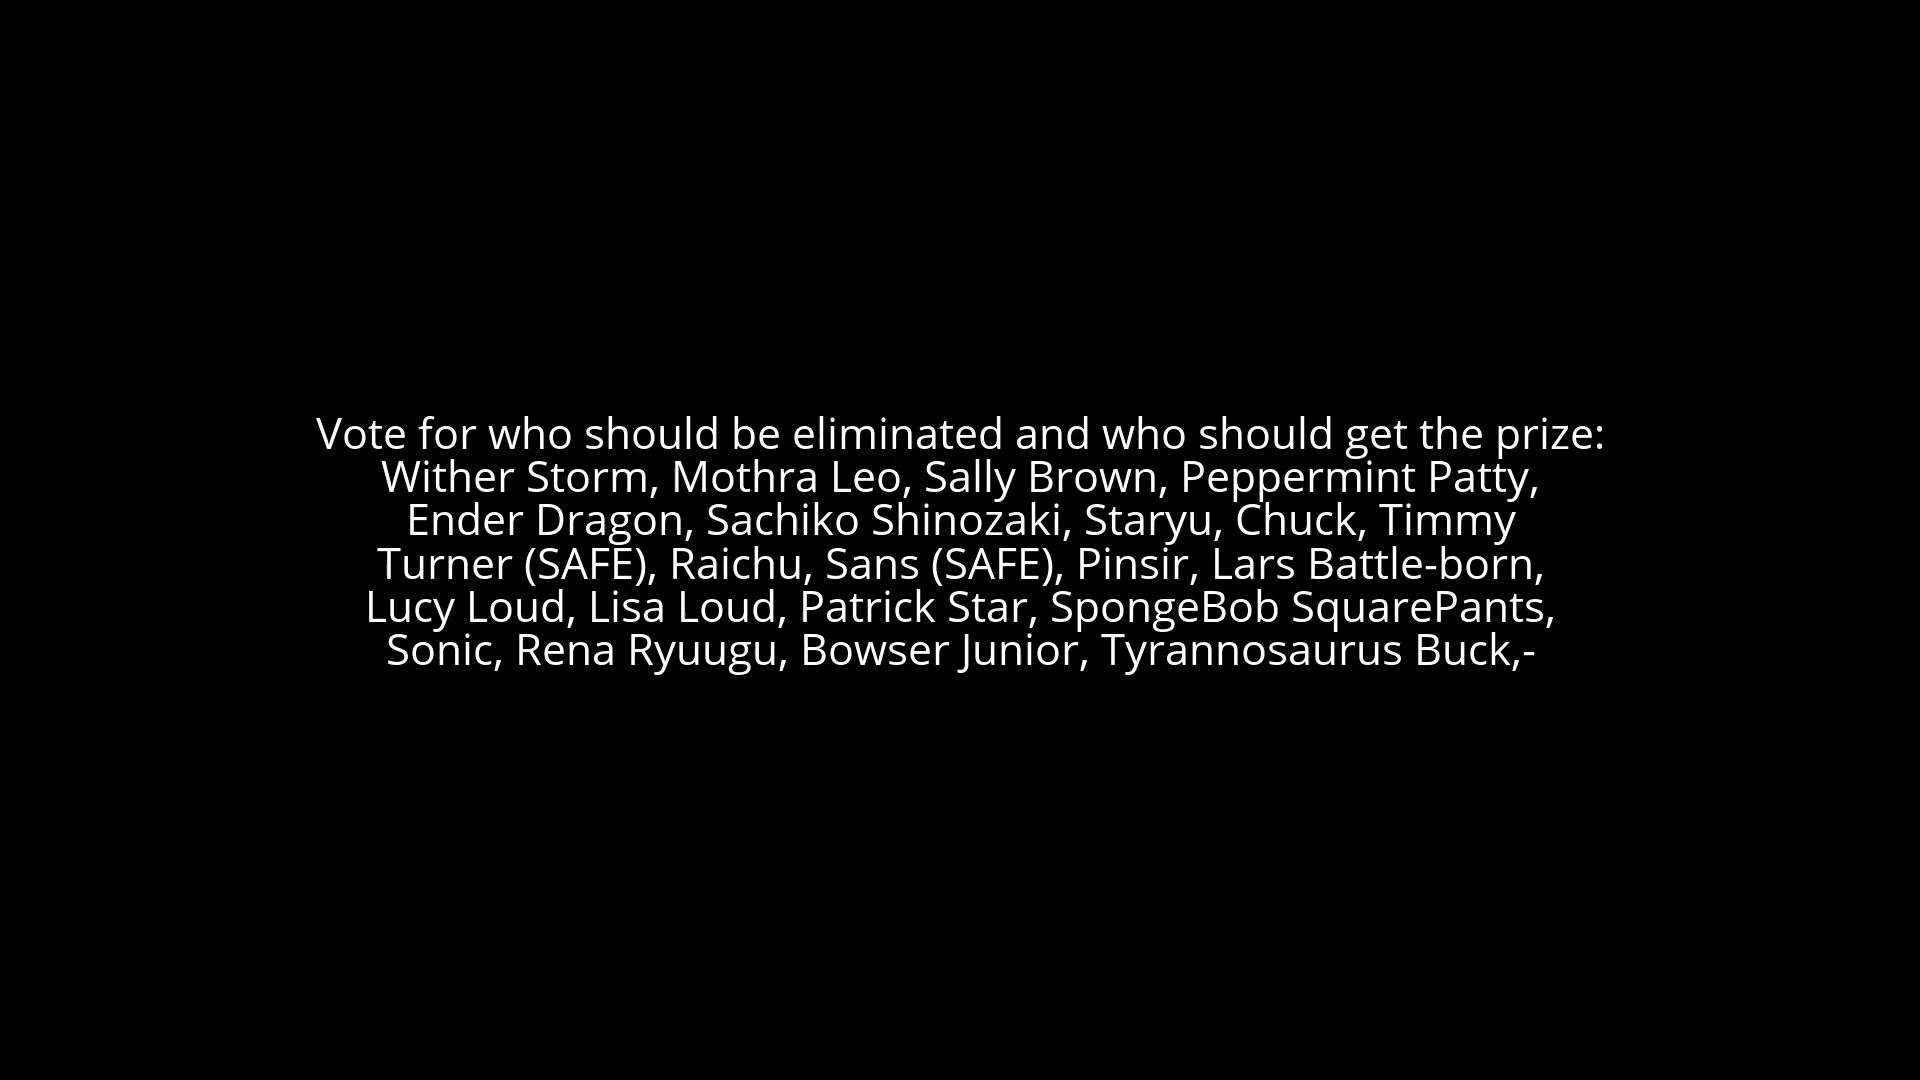 Vote for who should be eliminated and who should get the prize:
Wither Storm, Mothra Leo, Sally Brown, Peppermint Patty,
Ender Dragon, Sachiko Shinozaki, Staryu, Chuck, Timmy
Turner (SAFE), Raichu, Sans (SAFE), Pinsir, Lars Battle-born,
Lucy Loud, Lisa Loud, Patrick Star, SpongeBob SquarePants,
Sonic, Rena Ryuugu, Bowser Junior, Tyrannosaurus Buck,-